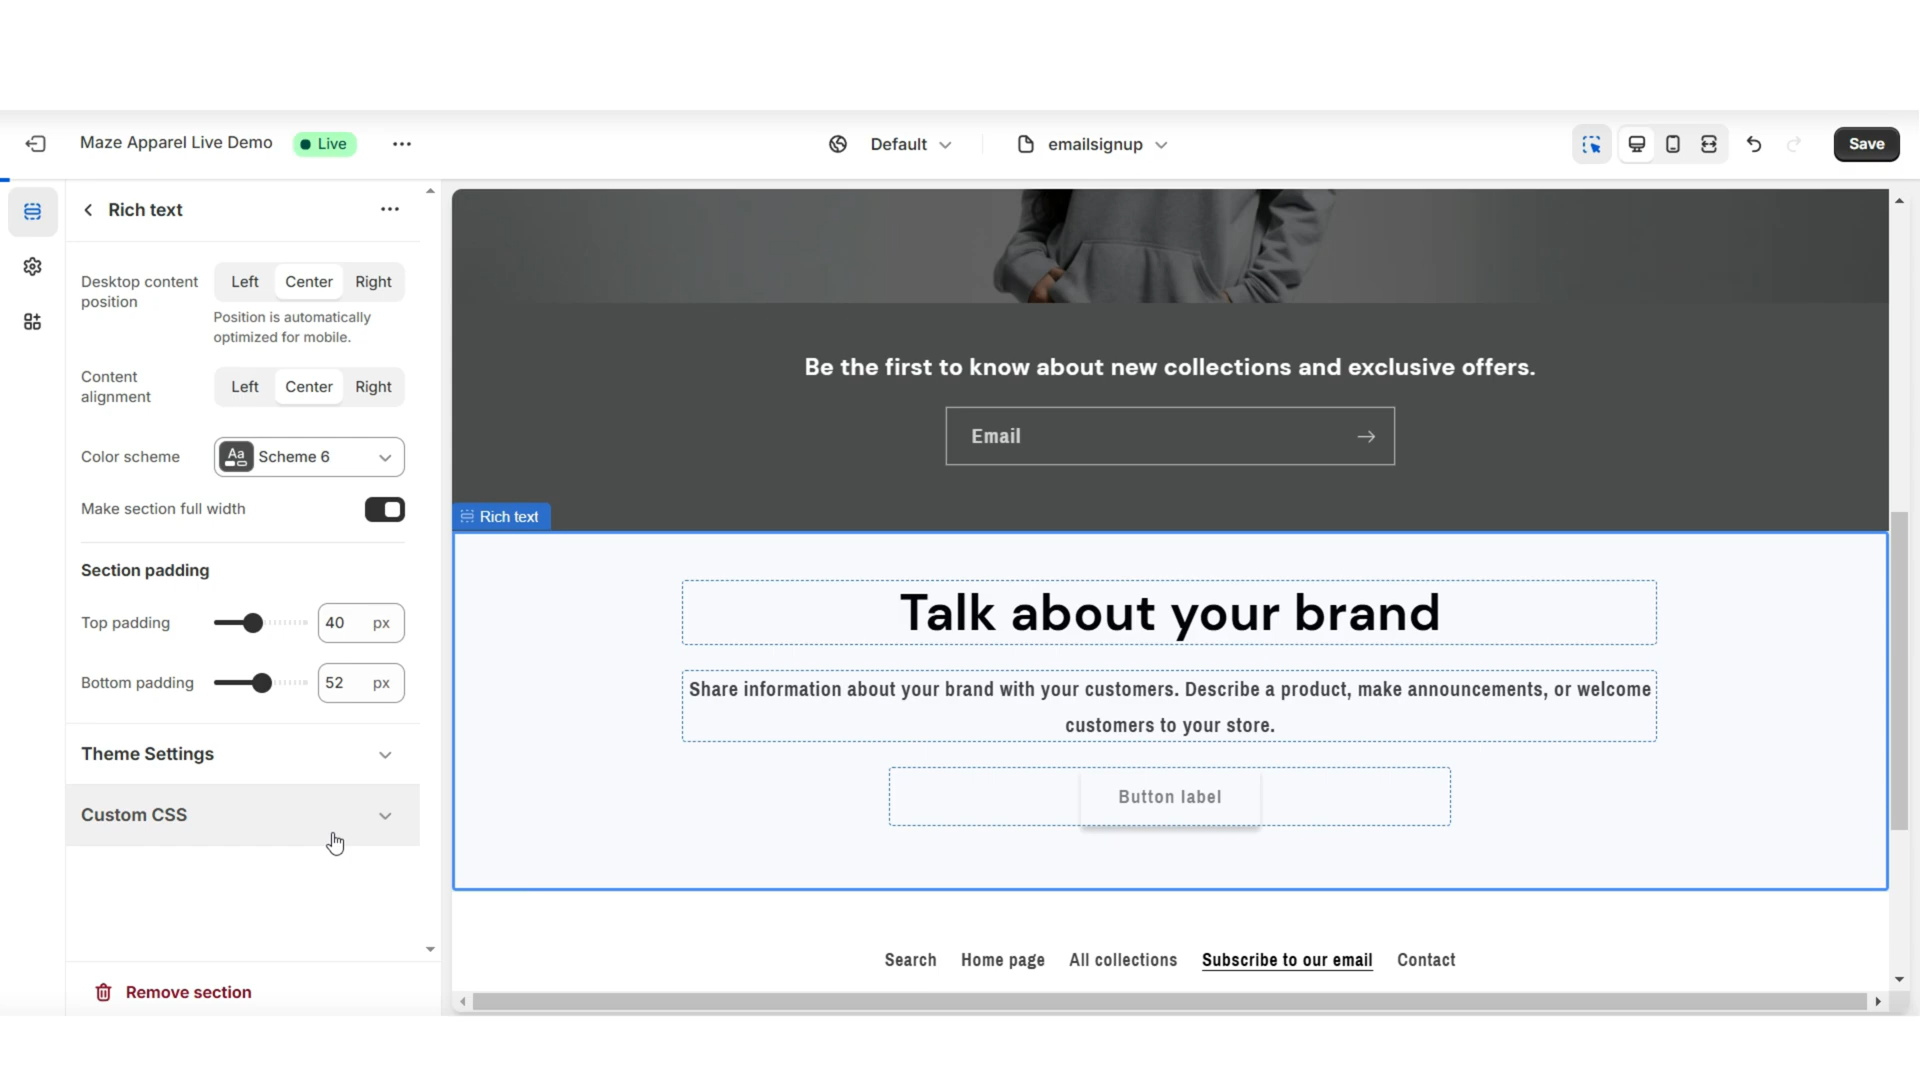 Maze Apparel Live Demo
Live
Default
emailsignup
Save
Rich text
Desktop content position
Left
Center
Right
Position is automatically
optimized for mobile.
Content alignment
Left
Center
Right
Color scheme
Aa
Scheme 6
Make section full width
Section padding
Top padding
40 px
Bottom padding
52 px
Theme Settings
Custom CSS
Remove section
Be the first to know about new collections and exclusive offers.
Email
Rich text
Talk about your brand
Share information about your brand with your customers. Describe a product, make announcements, or welcome
customers to your store.
Button label
Search Home page All collections Subscribe to our email Contact